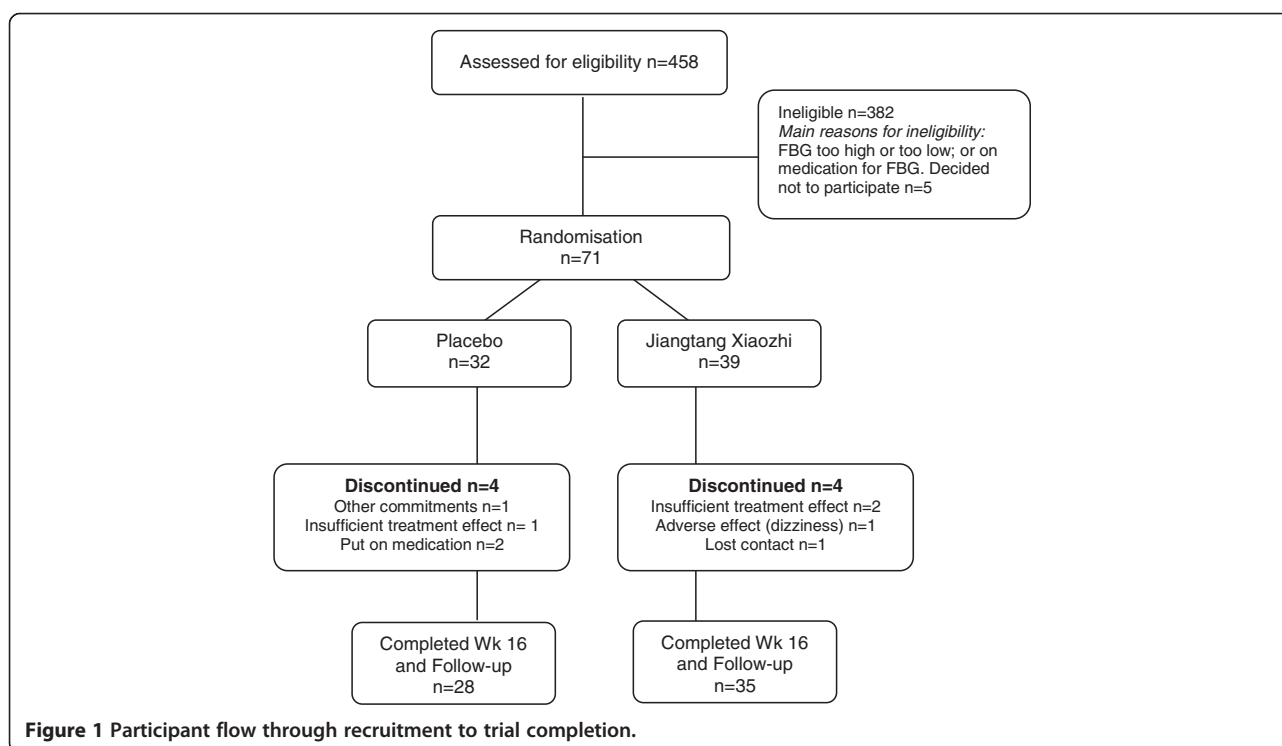 Assessed for eligibility n=458
Ineligible n=382
Main reasons for ineligibility:
FBG too high or too low; or on
medication for FBG. Decided
not to participate n=5
Randomisation
n=71
Placebo
n=32
Jiangtang Xiaozhi
n=39
Discontinued n=4
Other commitments n=1
Insufficient treatment effect n= 1
Put on medication n=2
Discontinued n=4
Insufficient treatment effect n=2
Adverse effect (dizziness) n=1
Lost contact n=1
Completed Wk 16
and Follow-up
n=28
Completed Wk 16
and Follow-up
n=35
Figure 1 Participant flow through recruitment to trial completion.